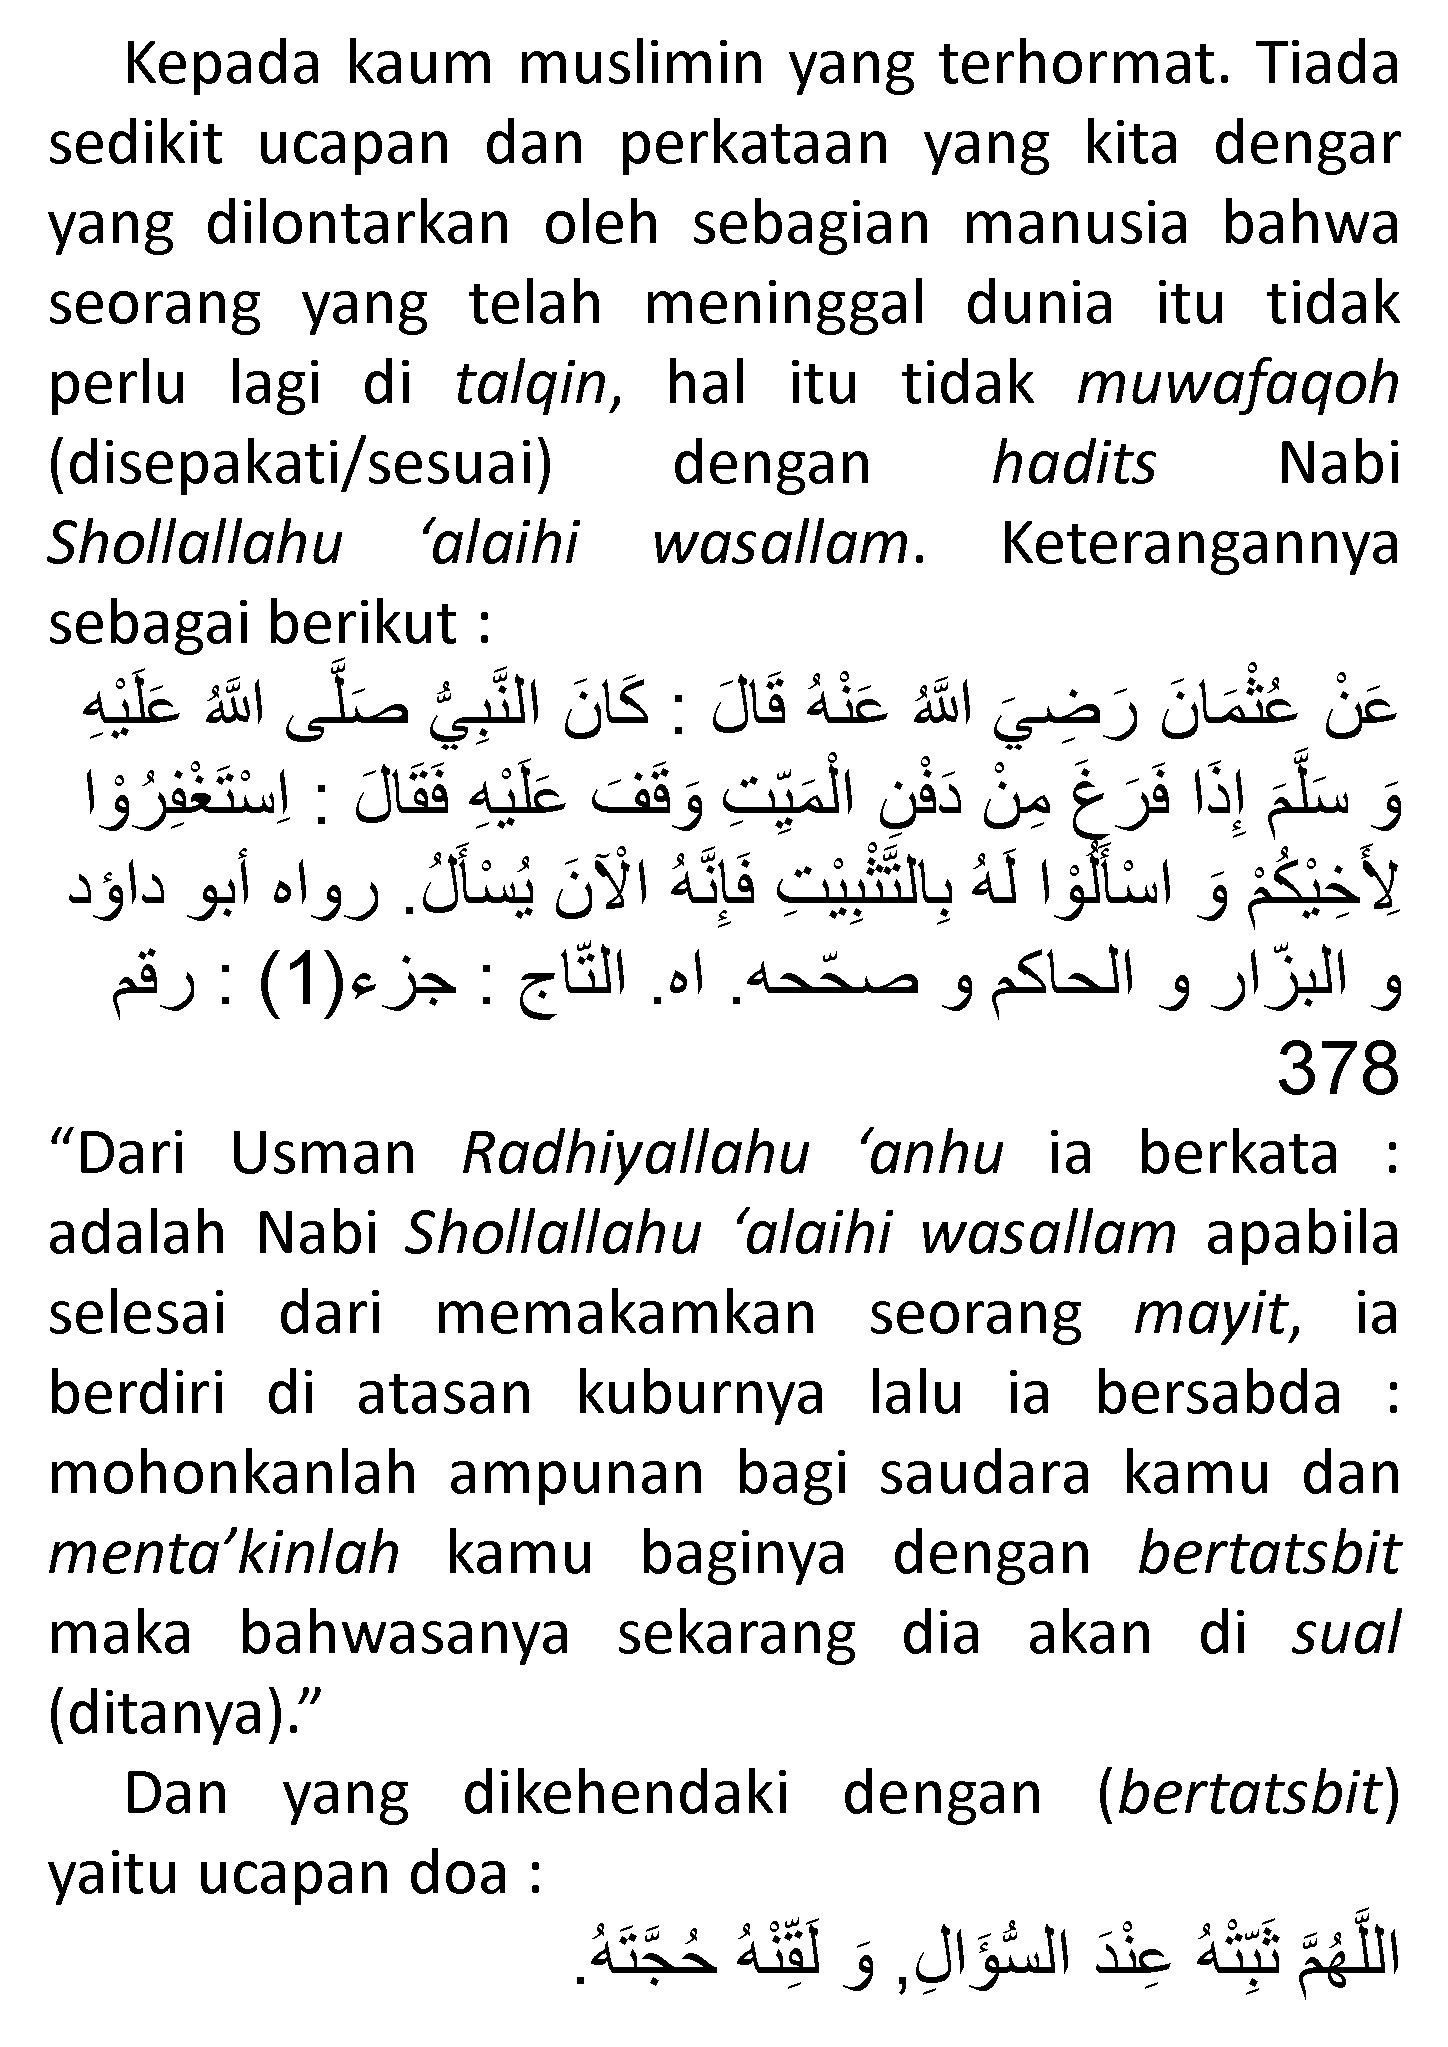 Kepada kaum muslimin yang terhormat. Tiada
sedikit ucapan dan perkataan yang kita dengar
yang dilontarkan oleh sebagian manusia bahwa
seorang yang telah meninggal dunia itu tidak
perlu lagi di talqin, hal itu tidak muwafaqoh
(disepakati/sesuai) dengan hadits Nabi
Shollallahu ‘alaihi wasallam. Keterangannya
sebagai berikut :
عَنْ عُثْمَانَ رَضِيَ اللَّهُ عَنْهُ قَالَ : كَانَ النَّبِيُّ صَلَّى اللَّهُ عَلَيْهِ
وَ سَلَّمَ إِذَا فَرَغَ مِنْ دَفْنِ الْمَيِّتِ وَقَفَ عَلَيْهِ فَقَالَ : اِسْتَغْفِرُوْا
لِأَخِيْكُمْ وَ اسْأَلُوْا لَهُ بِالتَّثْبِيْتِ فَإِنَّهُ الْآنَ يُسْأَلُ. رواه أبو داؤد
و البزّار و الحاكم و صحّحه. اه. التّاج : جزء(1) : رقم
378
“Dari Usman Radhiyallahu ‘anhu ia berkata :
adalah Nabi Shollallahu ‘alaihi wasallam apabila
selesai dari memakamkan seorang mayit, ia
berdiri di atasan kuburnya lalu ia bersabda :
mohonkanlah ampunan bagi saudara kamu dan
menta’kinlah kamu baginya dengan bertatsbit
maka bahwasanya sekarang dia akan di sual
(ditanya).”
Dan yang dikehendaki dengan (bertatsbit)
yaitu ucapan doa :
اللَّهُمَّ ثَبِّتْهُ عِنْدَ السُّؤَالِ, وَ لَقِّنْهُ حُجَّتَهُ.